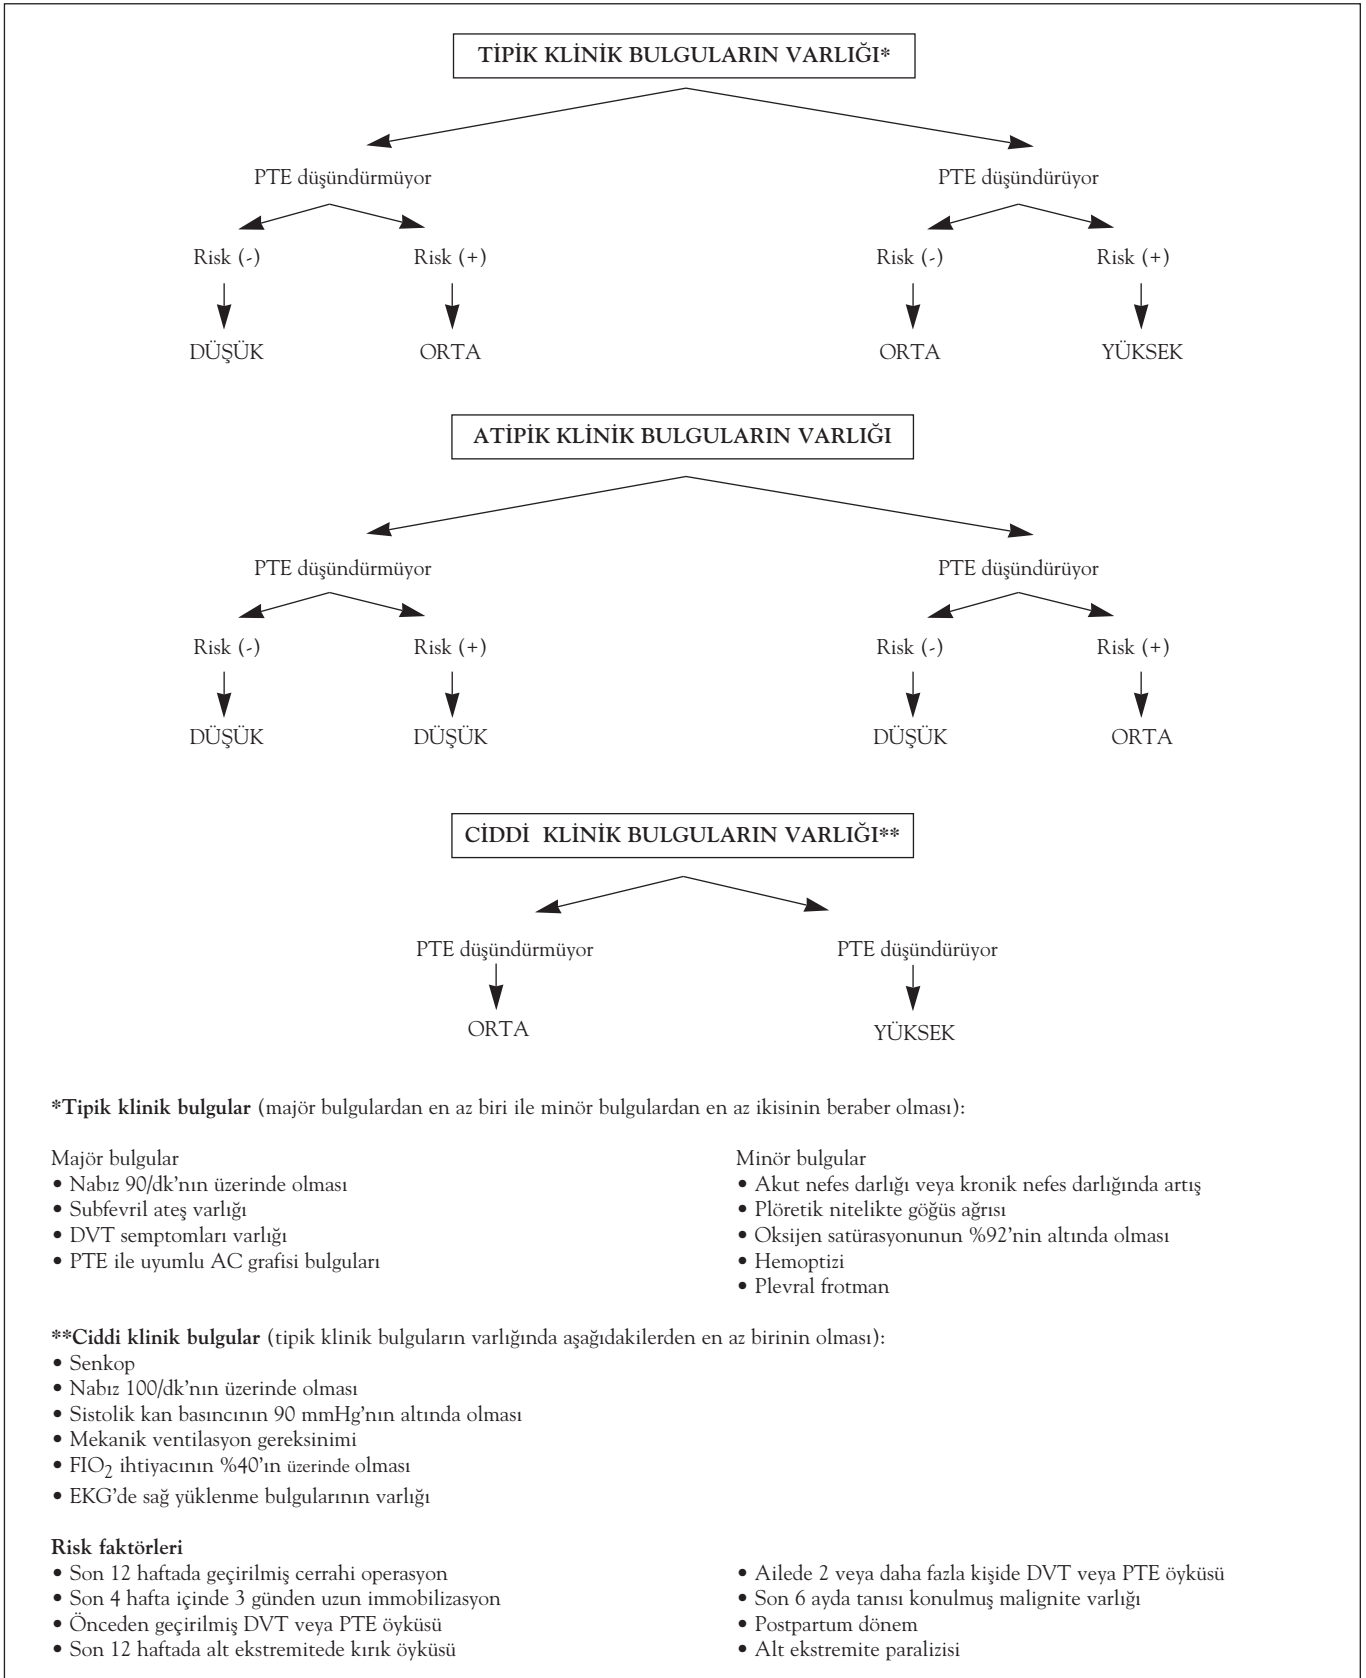 TİPİK KLİNİK BULGULARIN VARLIĞI*
PTE düşündürmüyor
PTE düşündürüyor
Risk (-)
Risk (+)
Risk (-)
Risk (+)
DÜŞÜK
ORTA
ORTA
YÜKSEK
ATİPİK KLİNİK BULGULARIN VARLIĞI
PTE düşündürmüyor
PTE düşündürüyor
Risk (-)
Risk (+)
Risk (-)
Risk (+)
DÜŞÜK
DÜŞÜK
DÜŞÜK
ORTA
CİDDİ KLİNİK BULGULARIN VARLIĞI**
PTE düşündürmüyor
PTE düşündürüyor
ORTA
YÜKSEK
*Tipik klinik bulgular (majör bulgulardan en az biri ile minör bulgulardan en az ikisinin beraber olması):
Majör bulgular
• Nabız 90/dk'nın üzerinde olması
• Subfevril ateş varlığı
• DVT semptomları varlığı
• PTE ile uyumlu AC grafisi bulguları
Minör bulgular
• Akut nefes darlığı veya kronik nefes darlığında artış
• Plöretik nitelikte göğüs ağrısı
• Oksijen satürasyonunun %92'nin altında olması
• Hemoptizi
• Plevral frotman
**Ciddi klinik bulgular (tipik klinik bulguların varlığında aşağıdakilerden en az birinin olması):
• Senkop
• Nabız 100/dk'nın üzerinde olması
• Sistolik kan basıncının 90 mmHg'nın altında olması
• Mekanik ventilasyon gereksinimi
• FIO2 ihtiyacının %40'ın üzerinde olması
• EKG'de sağ yüklenme bulgularının varlığı
Risk faktörleri
• Son 12 haftada geçirilmiş cerrahi operasyon
• Son 4 hafta içinde 3 günden uzun immobilizasyon
• Önceden geçirilmiş DVT veya PTE öyküsü
• Son 12 haftada alt ekstremitede kırık öyküsü
• Ailede 2 veya daha fazla kişide DVT veya PTE öyküsü
• Son 6 ayda tanısı konulmuş malignite varlığı
• Postpartum dönem
• Alt ekstremite paralizisi